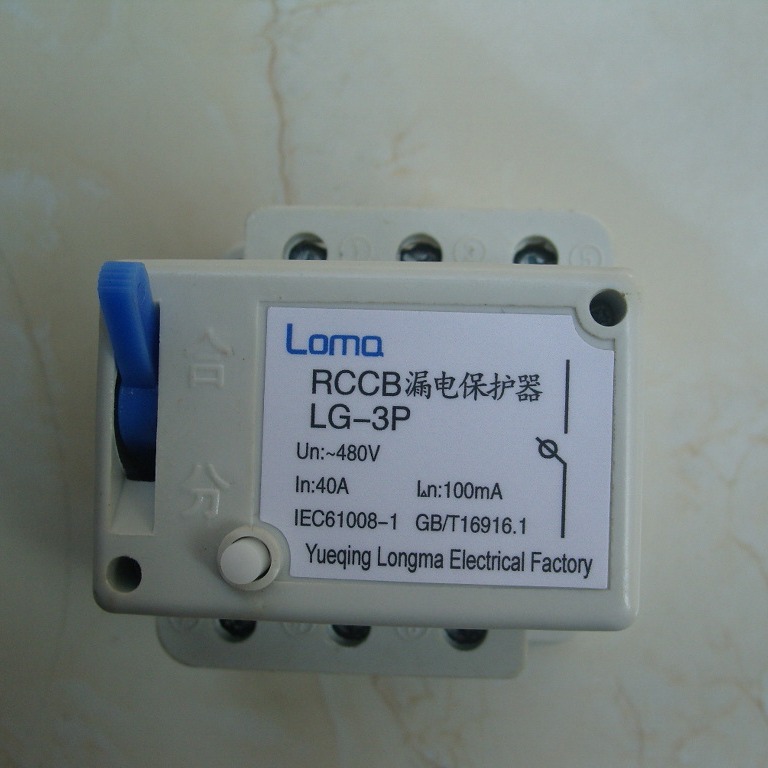 Loma
合
RCCB漏电保护器
LG-3P
Un:~480V
分
In:40A I△n:100mA
IEC61008-1 GB/T16916.1
Yueqing Longma Electrical Factory